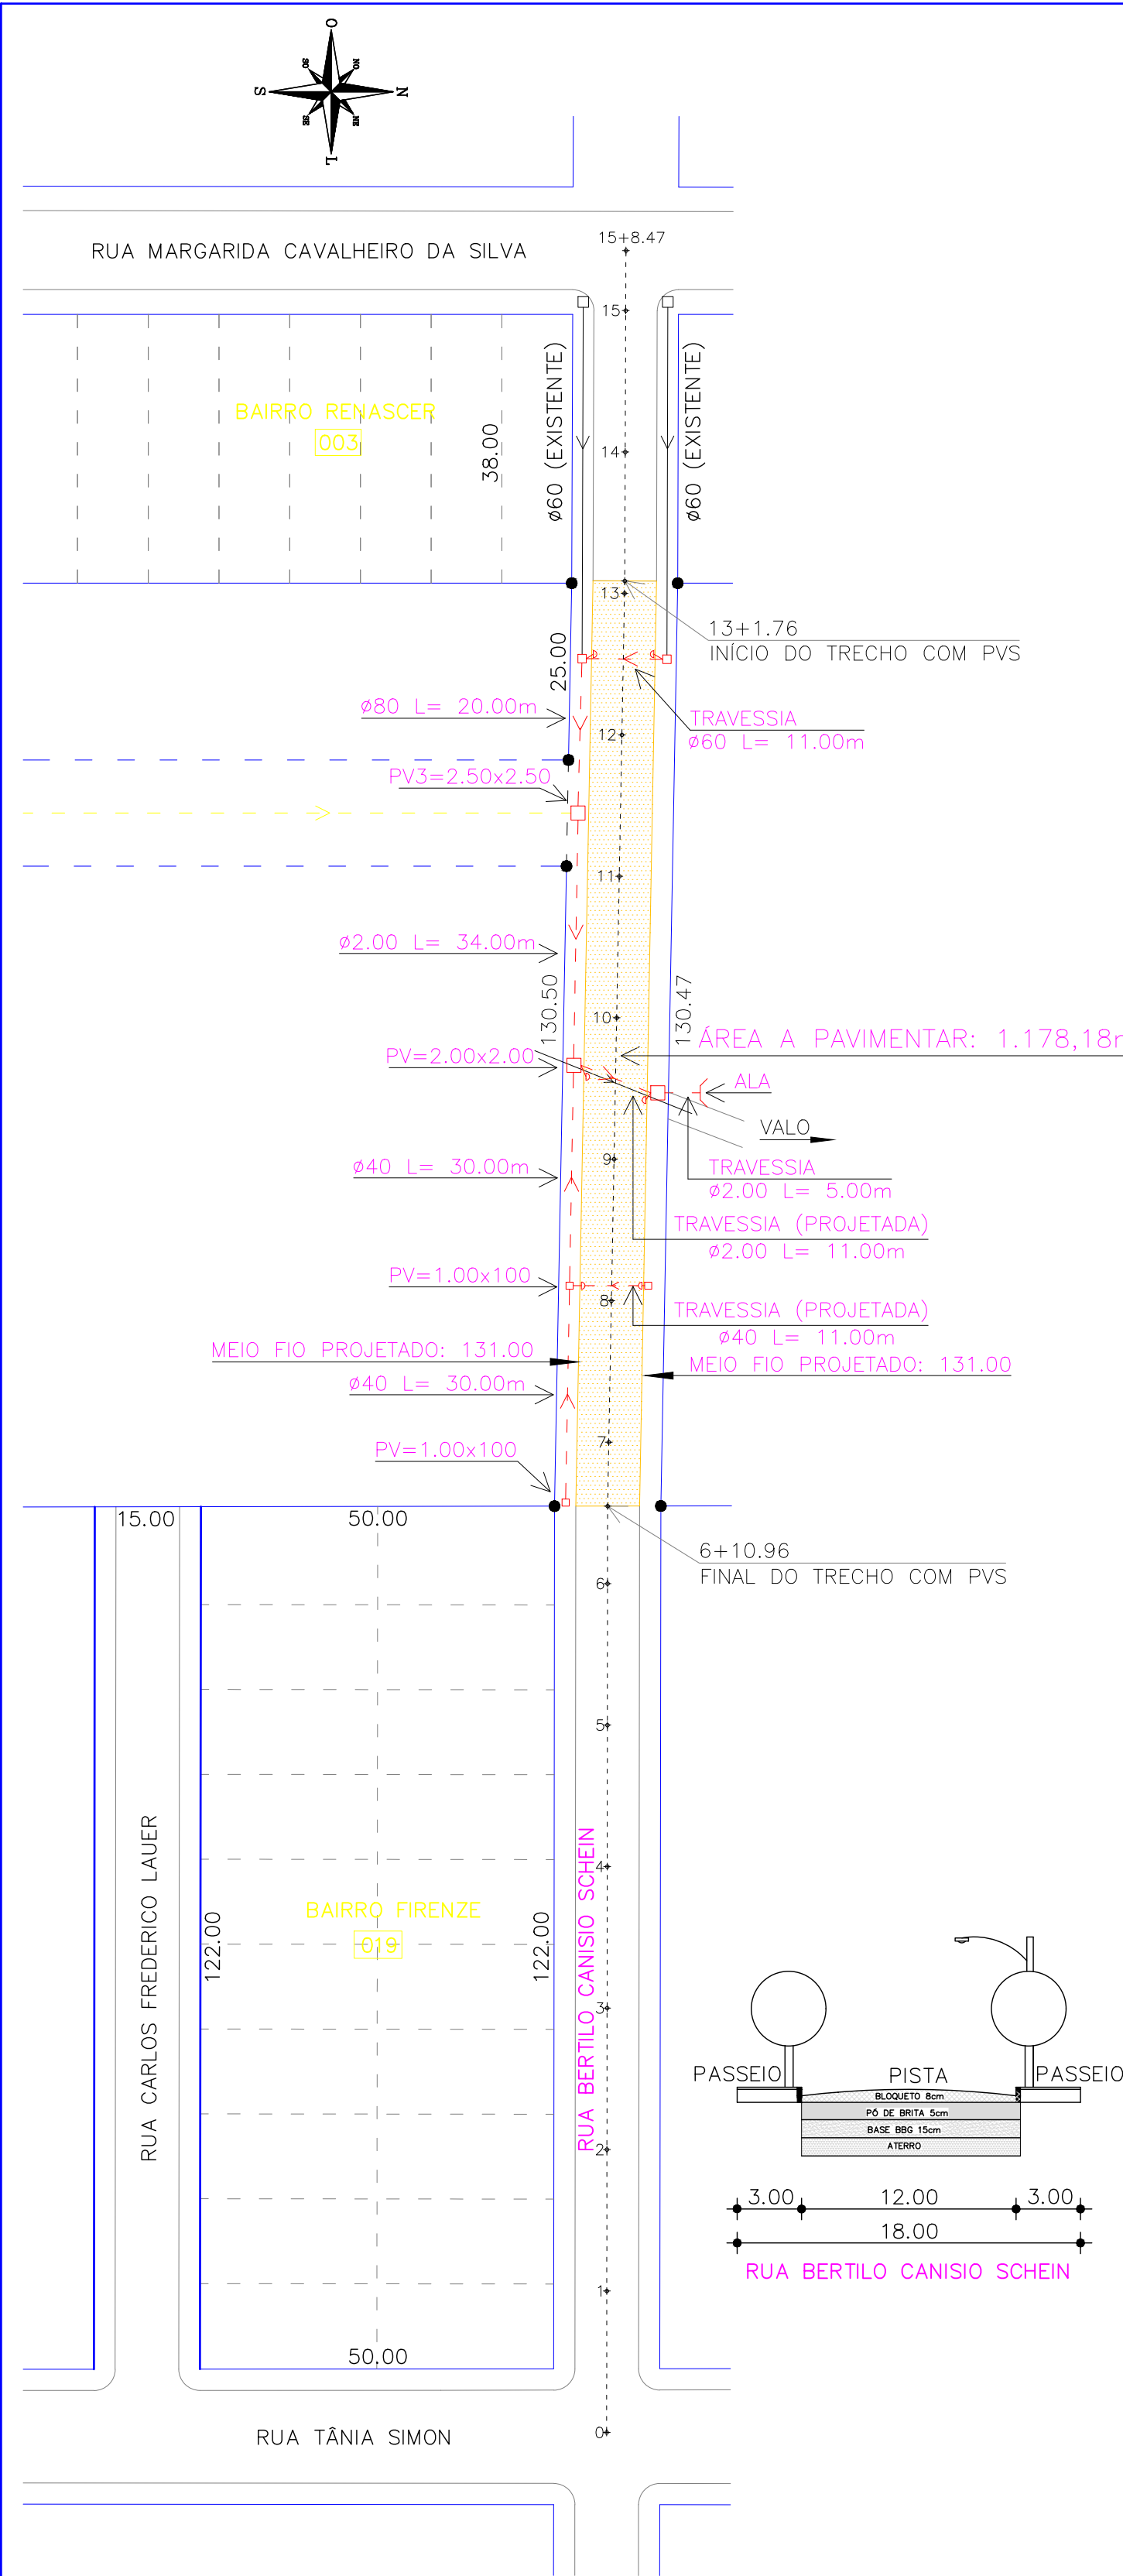 O
NO
N
NE
L
SE
S
SO
RUA MARGARIDA CAVALHEIRO DA SILVA
15+8.47
15
ø60 (EXISTENTE)
ø60 (EXISTENTE)
BAIRRO RENASCER
003
38.00
14
13
13+1.76
INÍCIO DO TRECHO COM PVS
25.00
ø80 L= 20.00m
TRAVESSIA
ø60 L= 11.00m
12
PV3=2.50x2.50
11
ø2.00 L= 34.00m
130.50
130.47
10
ÁREA A PAVIMENTAR: 1.178,18
PV=2.00x2.00
ALA
VALO
9
ø40 L= 30.00m
TRAVESSIA
ø2.00 L= 5.00m
TRAVESSIA (PROJETADA)
ø2.00 L= 11.00m
PV=1.00x100
8
TRAVESSIA (PROJETADA)
ø40 L= 11.00m
MEIO FIO PROJETADO: 131.00
MEIO FIO PROJETADO: 131.00
ø40 L= 30.00m
7
PV=1.00x100
15.00
50.00
6+10.96
FINAL DO TRECHO COM PVS
6
5
4
RUA CARLOS FREDERICO LAUER
122.00
BAIRRO FIRENZE
019
122.00
RUA BERTILO CANISIO SCHEIN
3
2
1
PASSEIO
PISTA
PASSEIO
BLOQUETO 8cm
PÓ DE BRITA 5cm
BASE BBG 15cm
ATERRO
3.00
12.00
3.00
18.00
RUA BERTILO CANISIO SCHEIN
50.00
RUA TÂNIA SIMON
0